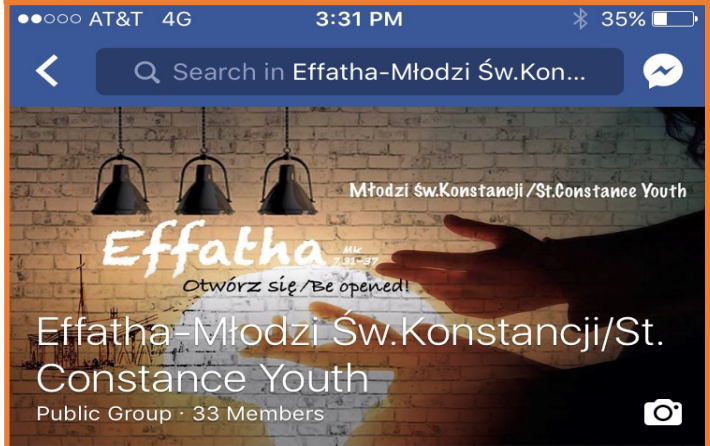 AT&T 4G 3:31 PM 35%
Search in Effatha-Młodzi Św.Kon...
Młodzi św.Konstancji/St.Constance Youth
Effatha Mk
7,31-37
Otwórz się/Be opened!
Effatha-Młodzi Św.Konstancji/St.
Constance Youth
Public Group · 33 Members